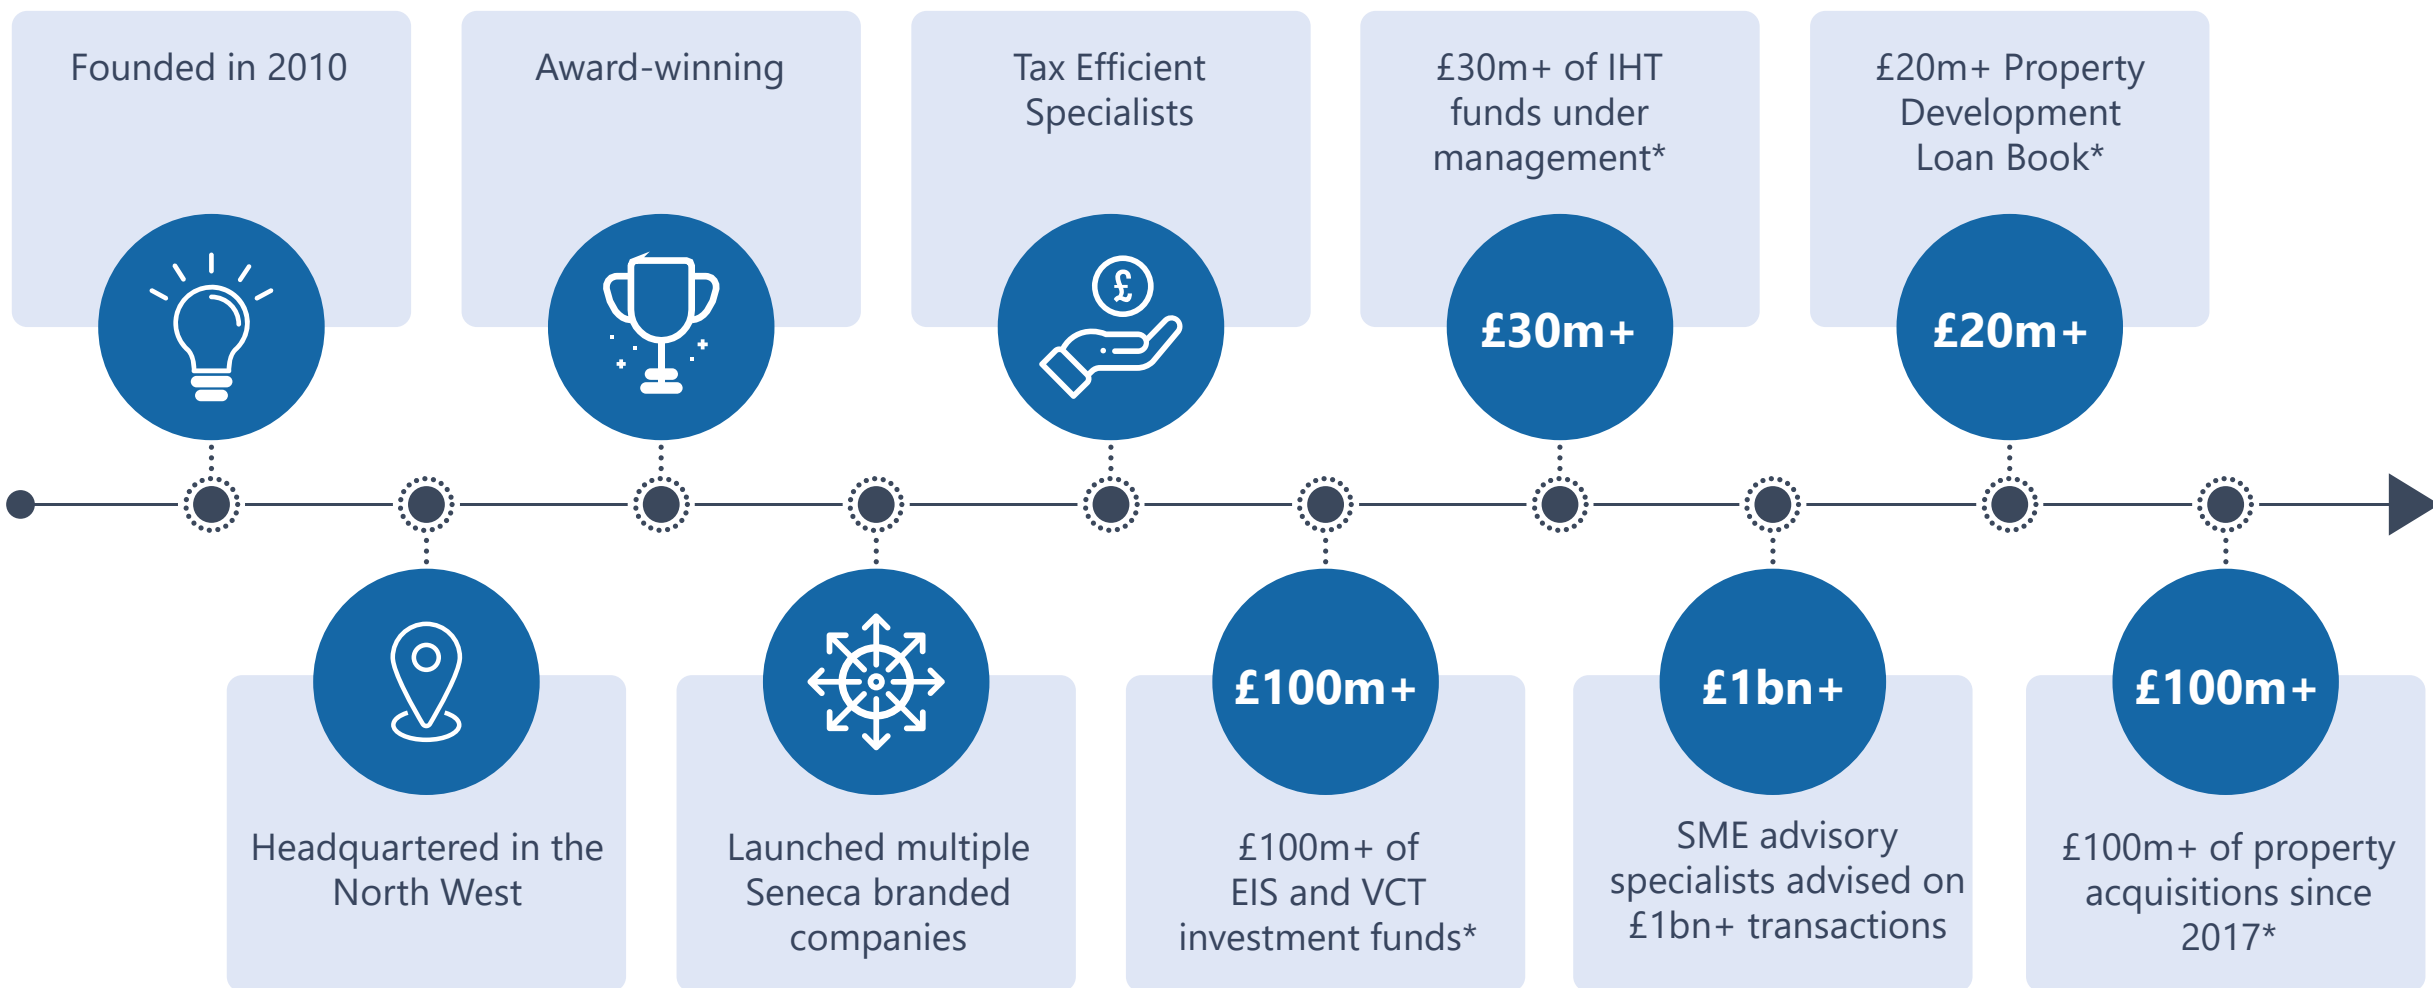 Founded in 2010
Award-winning
Tax Efficient
Specialists
£
£30m+ of IHT
funds under
management*
£30m+
£20m+ Property
Development
Loan Book*
£20m+
Headquartered in the
North West
Launched multiple
Seneca branded
companies
£100m+
£100m+ of
EIS and VCT
investment funds*
£1bn+
SME advisory
specialists advised on
£1bn+ transactions
£100m+
£100m+ of property
acquisitions since
2017*